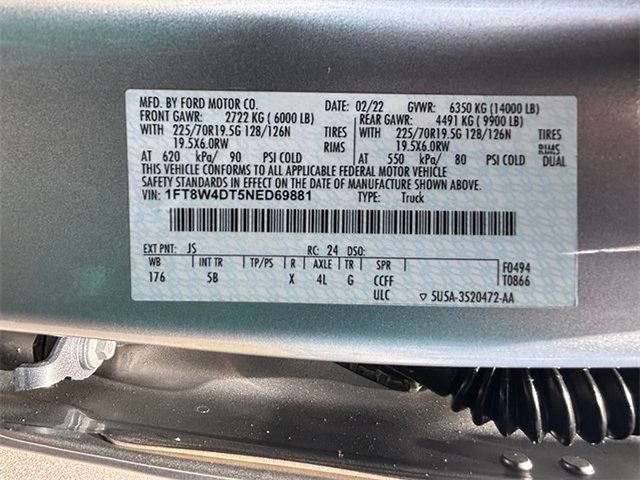 MFD. BY FORD MOTOR CO. 02/22 GVWR: 6350 KG (14000 LB)
FRONT GAWR: 2722 KG ( 6000 LB) REAR GAWR: 4491 KG ( 9900 LB)
WITH 225/70R19.5G 128/126N TIRES WITH 225/70R19.5G 128/126N TIRES
19.5X6.0RW RIMS 19.5X6.0RW RIMS
AT 620 kPa/ 90 PSI COLD AT 550 kPa/ 80 PSI COLD DUAL
THIS VEHICLE CONFORMS TO ALL APPLICABLE FEDERAL MOTOR VEHICLE
SAFETY STANDARDS IN EFFECT ON THE DATE OF MANUFACTURE SHOWN ABOVE.
VIN: 1FT8W4DT5NED69881 TYPE: Truck
EXT PNT: JS RC: 24 DSO:
WB INT TR TP/PS R AXLE TR SPR F0494
176 5B X 4L G CCFF T0866
ULC ▽ 5U5A-3520472-AA